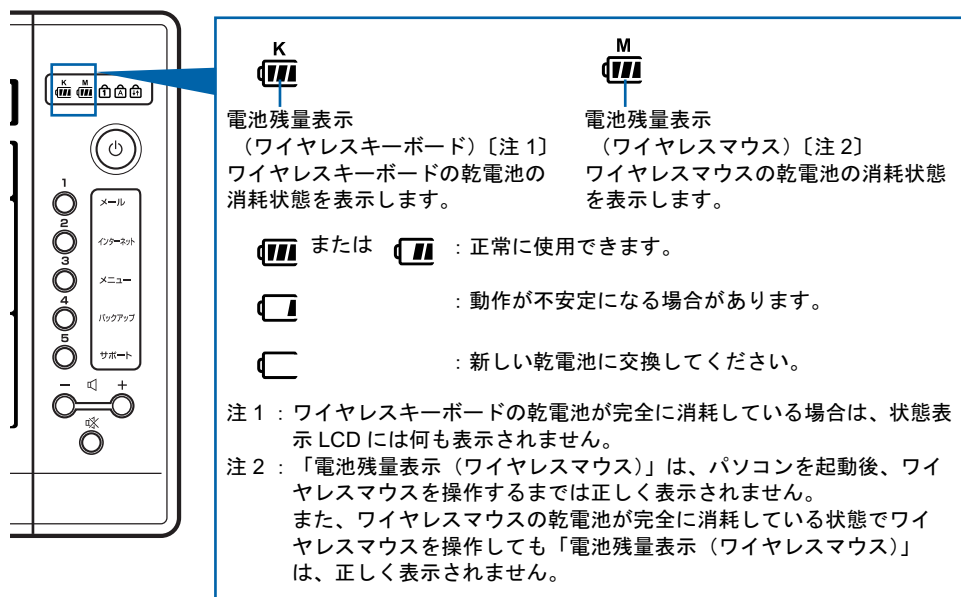 K M
1 A
1
メール
2
インターネット
3
メニュー
4
バックアップ
5
サポート
− +
K
電池残量表示
（ワイヤレスキーボード）〔注 1〕
ワイヤレスキーボードの乾電池の
消耗状態を表示します。
M
電池残量表示
（ワイヤレスマウス）〔注 2〕
ワイヤレスマウスの乾電池の消耗状態
を表示します。
または ：正常に使用できます。
：動作が不安定になる場合があります。
：新しい乾電池に交換してください。
注 1 ：ワイヤレスキーボードの乾電池が完全に消耗している場合は、状態表
示 LCD には何も表示されません。
注 2 ：「電池残量表示（ワイヤレスマウス）」は、パソコンを起動後、ワイ
ヤレスマウスを操作するまでは正しく表示されません。
また、ワイヤレスマウスの乾電池が完全に消耗している状態でワイ
ヤレスマウスを操作しても「電池残量表示（ワイヤレスマウス）」
は、正しく表示されません。